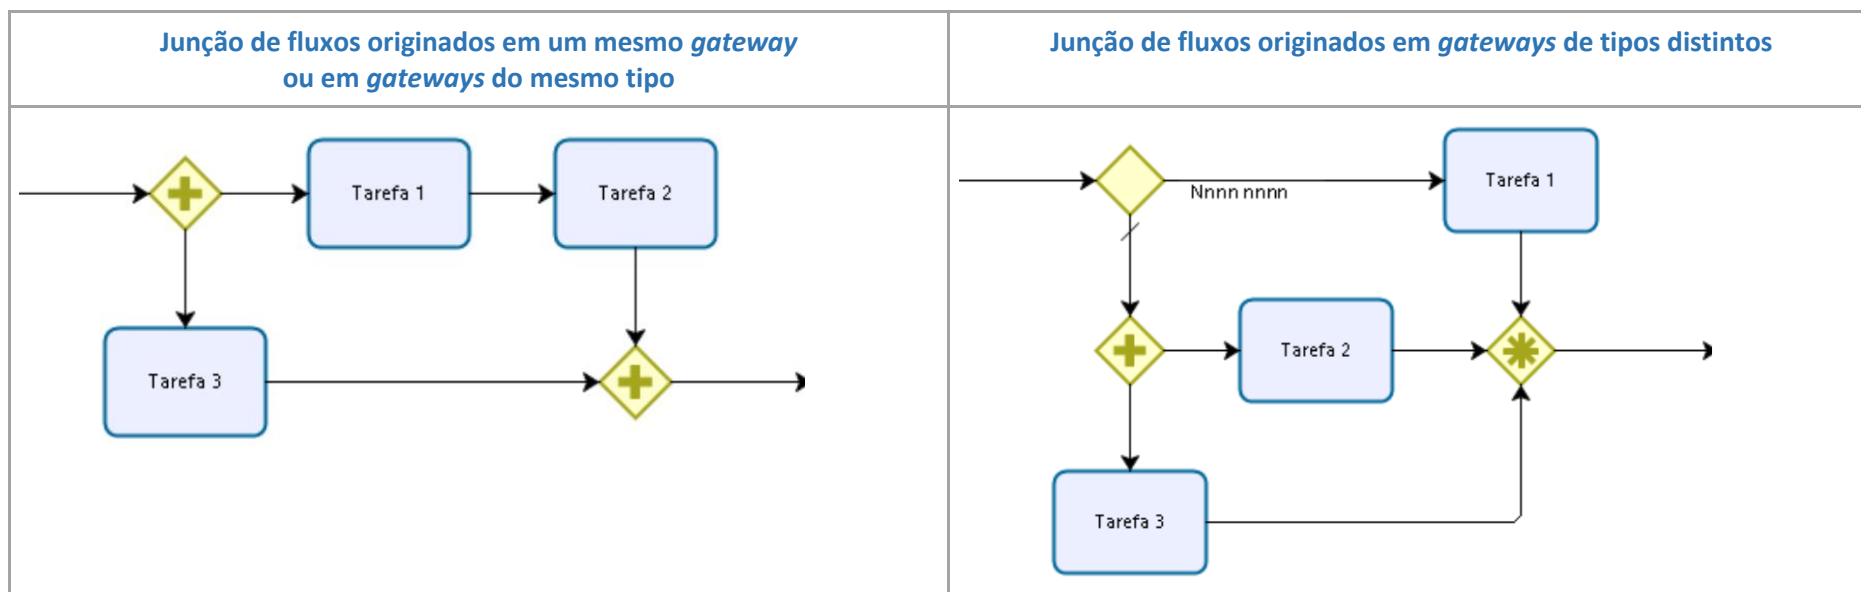 Junção de fluxos originados em um mesmo gateway
ou em gateways do mesmo tipo
Junção de fluxos originados em gateways de tipos distintos
Tarefa 1
Tarefa 2
Tarefa 3
Tarefa 1
Nnnn nnnn
Tarefa 2
Tarefa 3